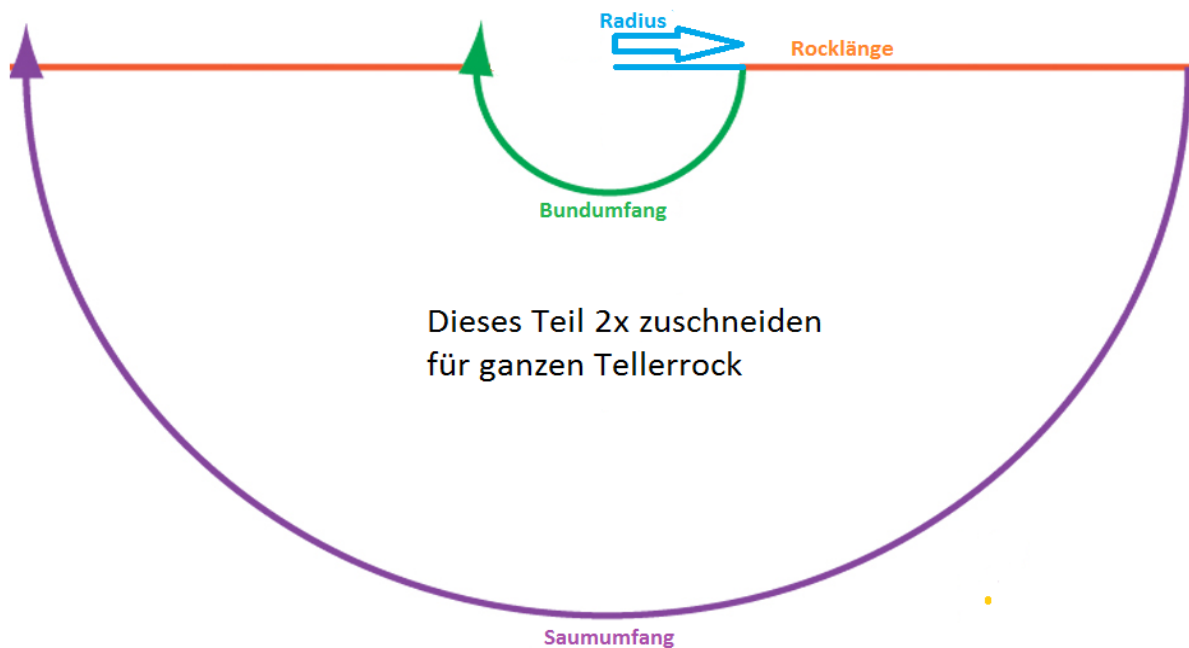 Radius
Rocklänge
Bundumfang
Dieses Teil 2x zuschneiden
für ganzen Tellerrock
Saumumfang